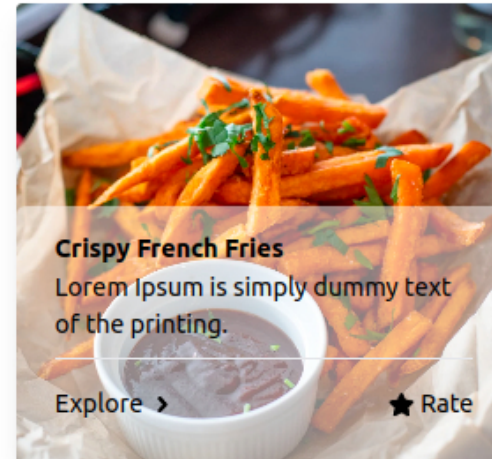 Crispy French Fries
Lorem Ipsum is simply dummy text
of the printing.
Explore
Rate